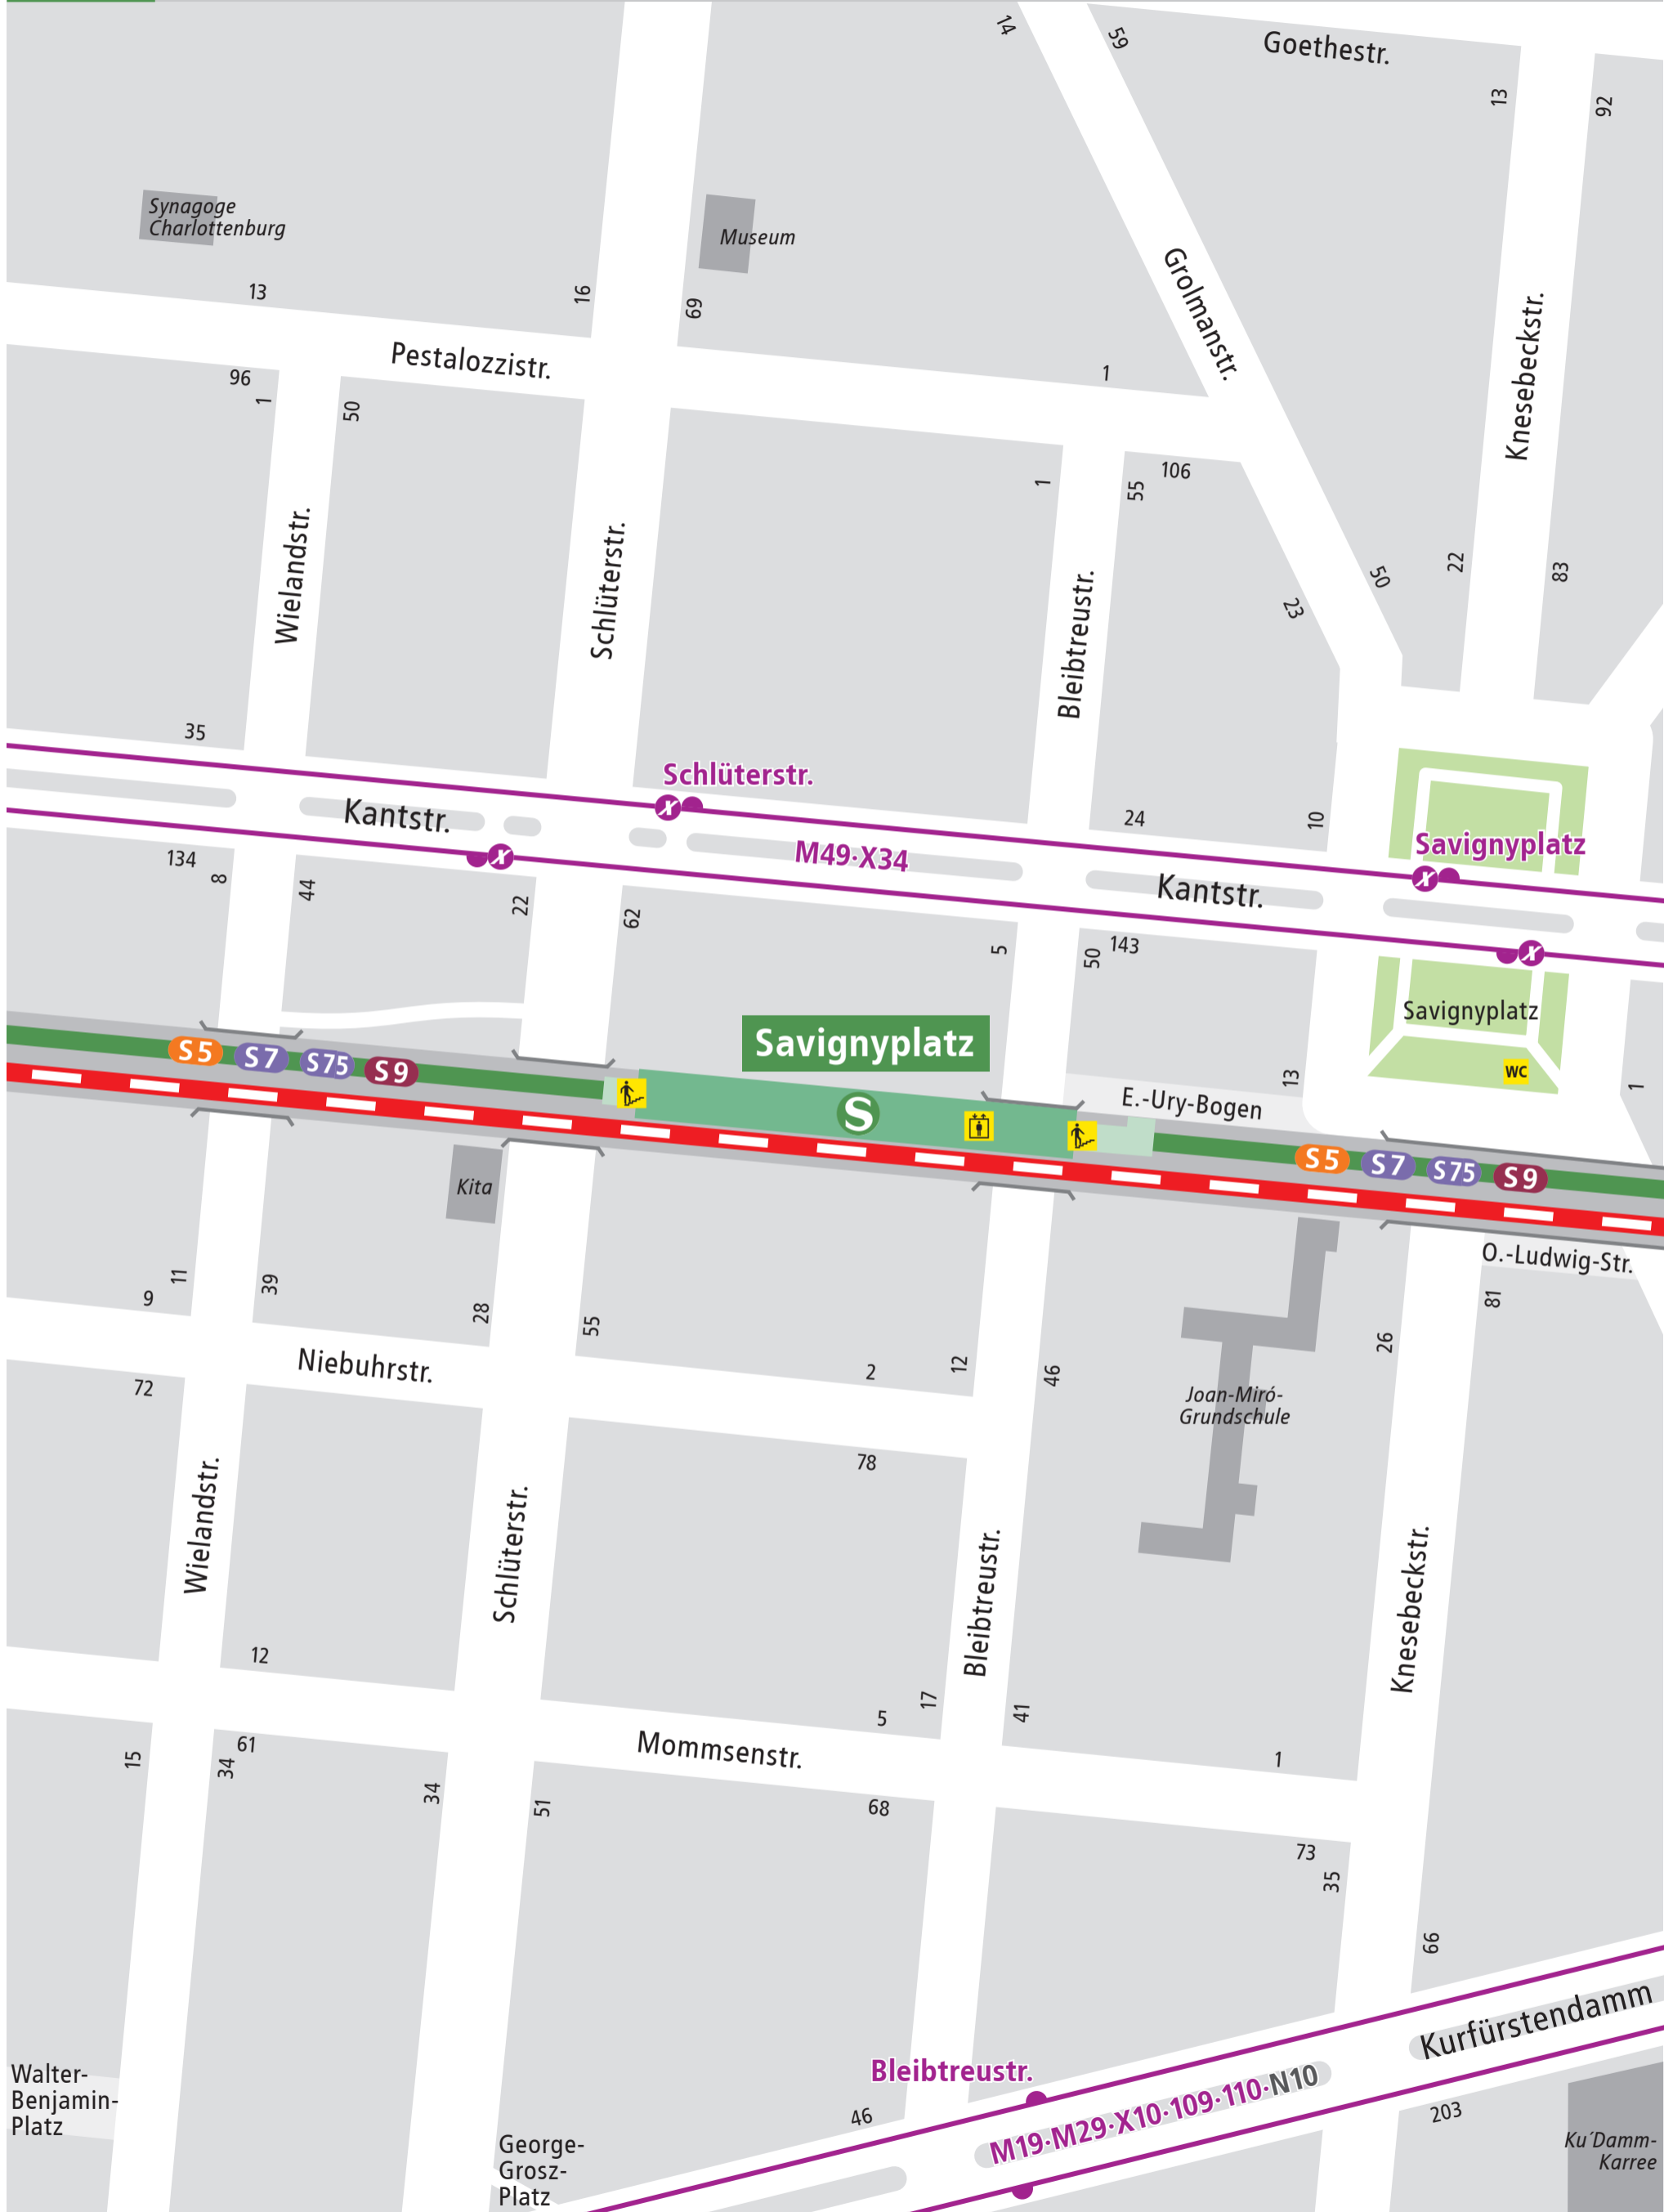 14
59
Goethestr.
13
92
Synagoge
Charlottenburg
Museum
13
16
69
Grolmanstr.
Knesebeckstr.
Pestalozzistr.
96
1
50
1
1
55
106
Wielandstr.
Schlüterstr.
Bleibtreustr.
23
50
22
83
35
Schlüterstr.
Kantstr.
M49·X34
24
10
Savignyplatz
Kantstr.
134
8
44
22
62
5
50
143
Savignyplatz
WC
Savignyplatz
S5
S7
S75
S9
S
E.-Ury-Bogen
13
1
S5
S7
S75
S9
Kita
O.-Ludwig-Str.
9
11
39
28
55
2
12
46
26
81
Niebuhrstr.
72
78
Joan-Miró-
Grundschule
Wielandstr.
Schlüterstr.
Bleibtreustr.
Knesebeckstr.
12
5
17
41
1
Mommsenstr.
15
34
61
34
51
68
73
35
66
Kurfürstendamm
Bleibtreustr.
M19·M29·X10·109·110·N10
46
203
Walter-
Benjamin-
Platz
George-
Grosz-
Platz
Ku´Damm-
Karree
X
X
X
X